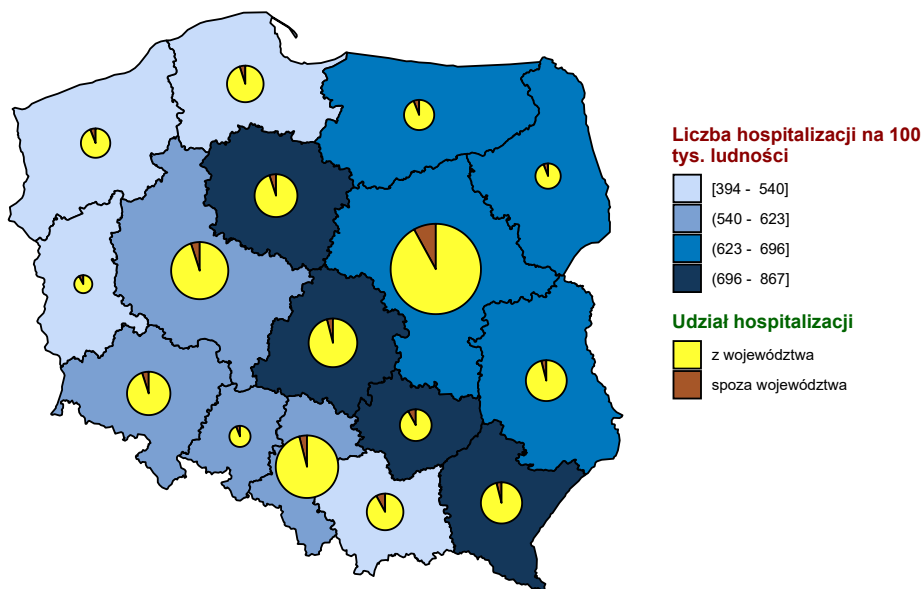 Liczba hospitalizacji na 100
tys. ludności
[394 - 540]
(540 - 623]
(623 - 696]
(696 - 867]
Udział hospitalizacji
z województwa
spoza województwa